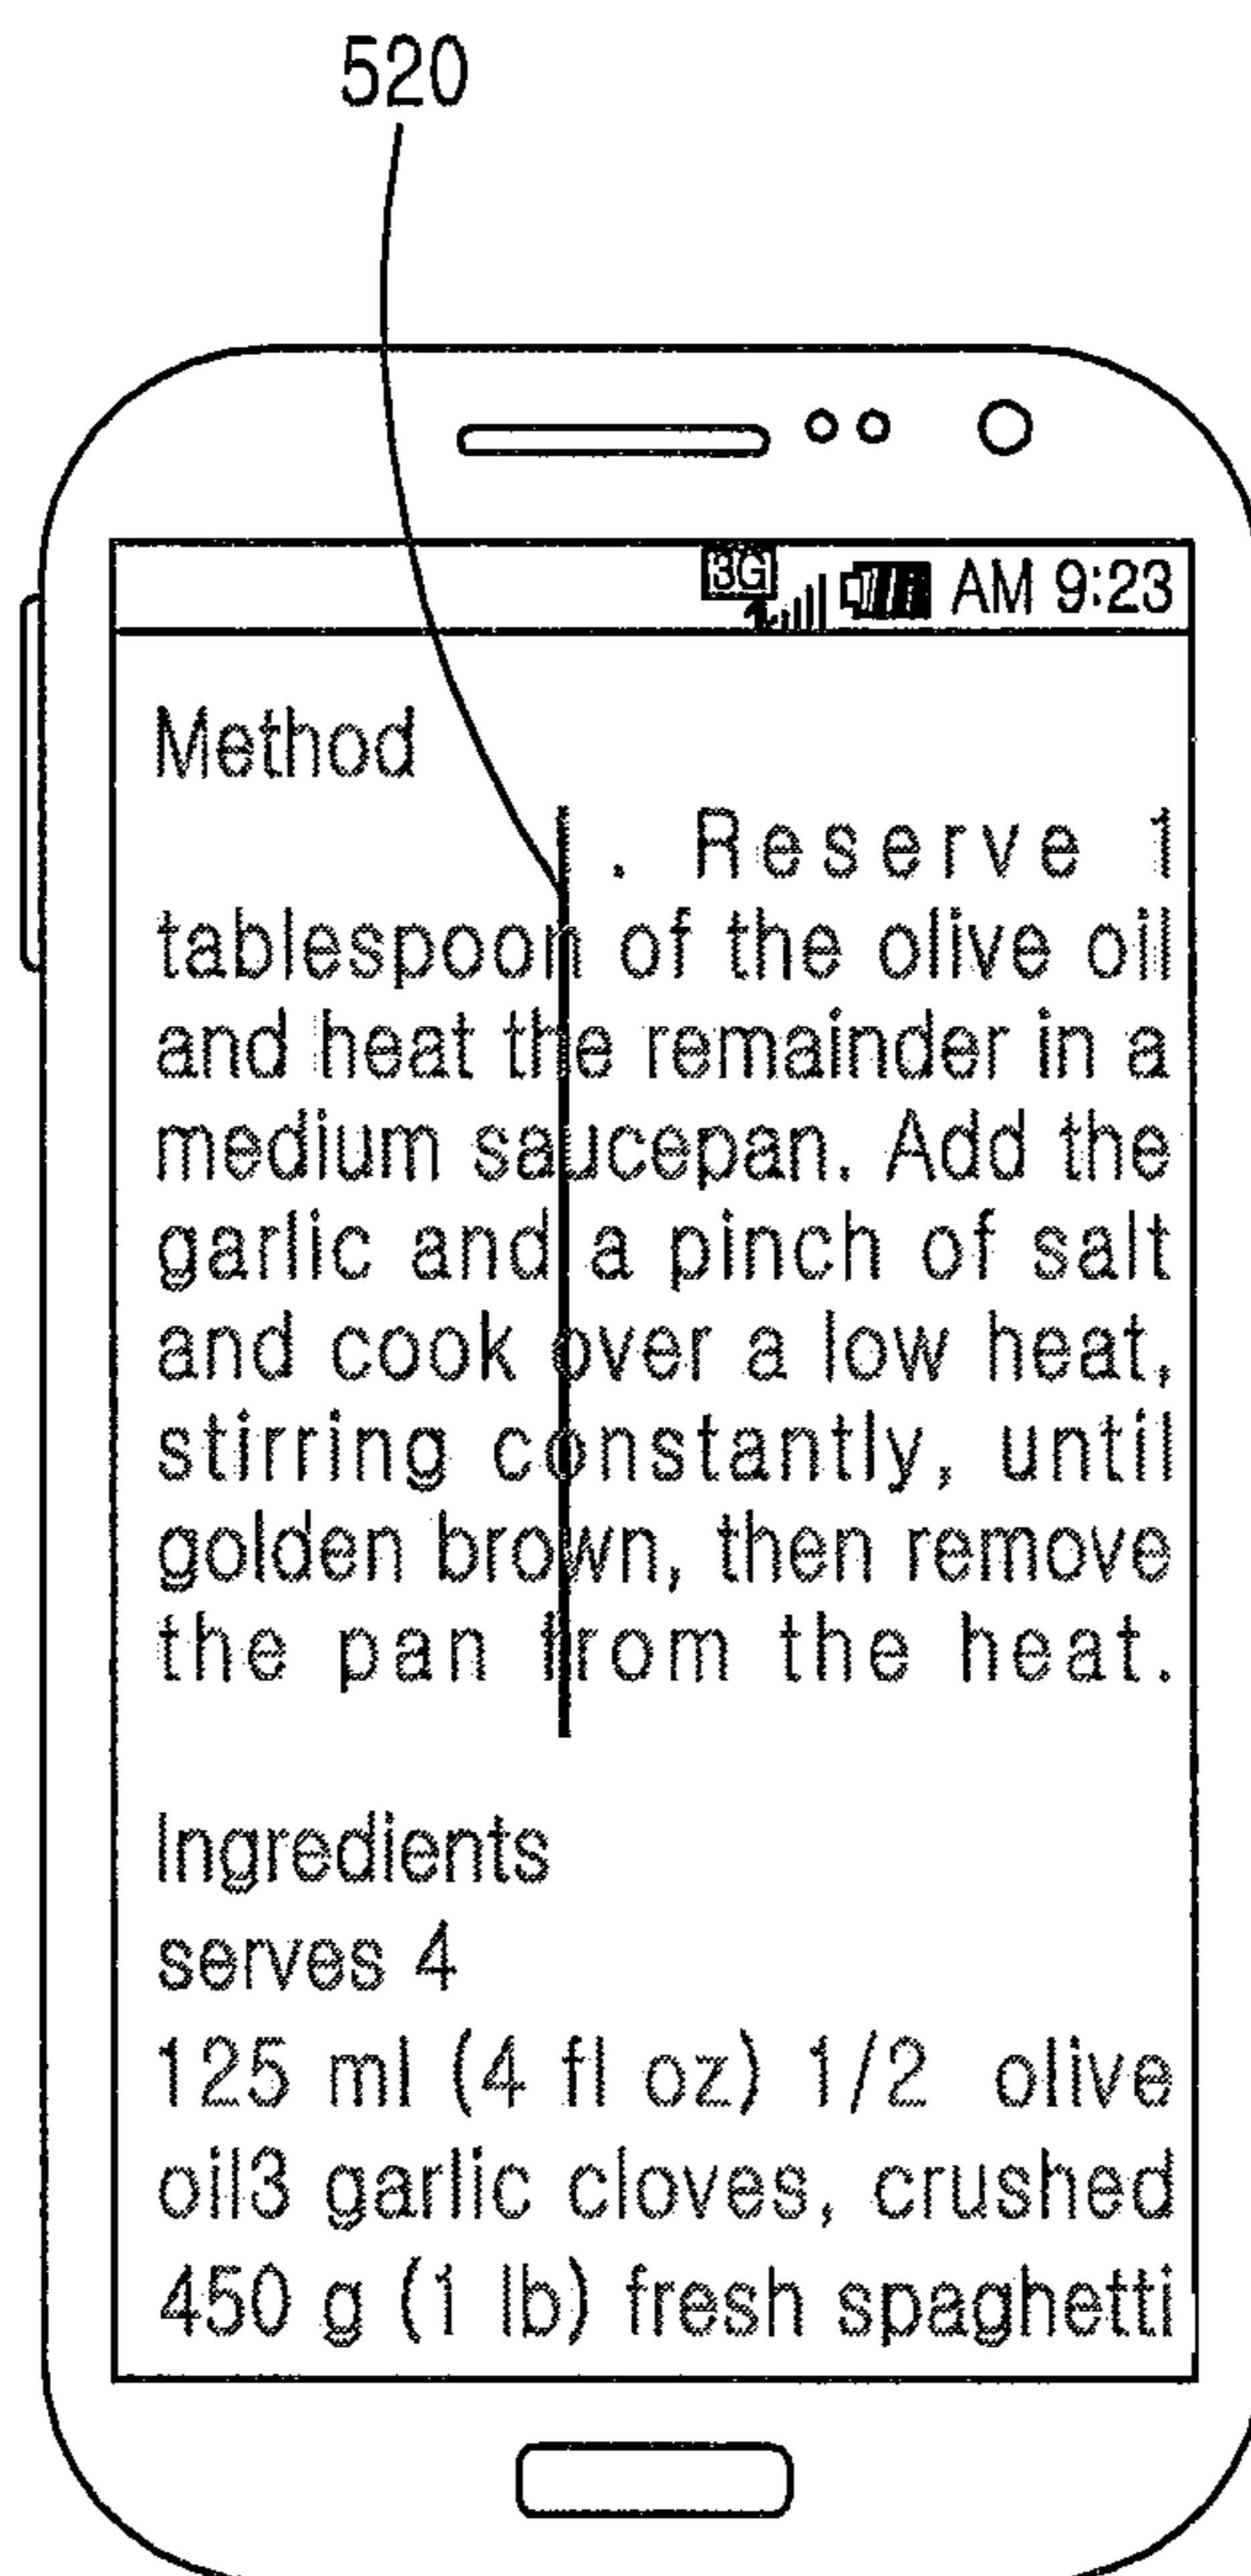 520
3G AM 9:23
Method
. Reserve 1
tablespoon of the olive oil
and heat the remainder in a
medium saucepan. Add the
garlic and a pinch of salt
and cook over a low heat,
stirring constantly, until
golden brown, then remove
the pan from the heat.
Ingredients
serves 4
125 ml (4 fl oz) 1/2 olive
oil3 garlic cloves, crushed
450 g (1 lb) fresh spaghetti